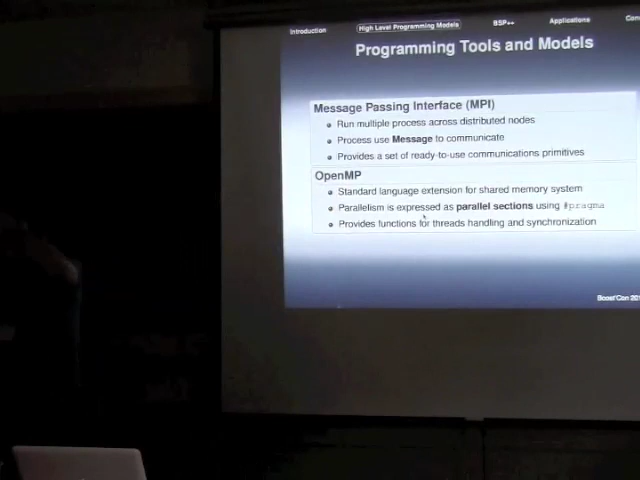 Introduction High Level Programming Models BSP++ Applications
Programming Tools and Models
Message Passing Interface (MPI)
Run multiple process across distributed nodes
Process use Message to communicate
Provides a set of ready-to-use communications primitives
OpenMP
Standard language extension for shared memory system
Parallelism is expressed as parallel sections using #pragma
Provides functions for threads handling and synchronization
Boost'Con